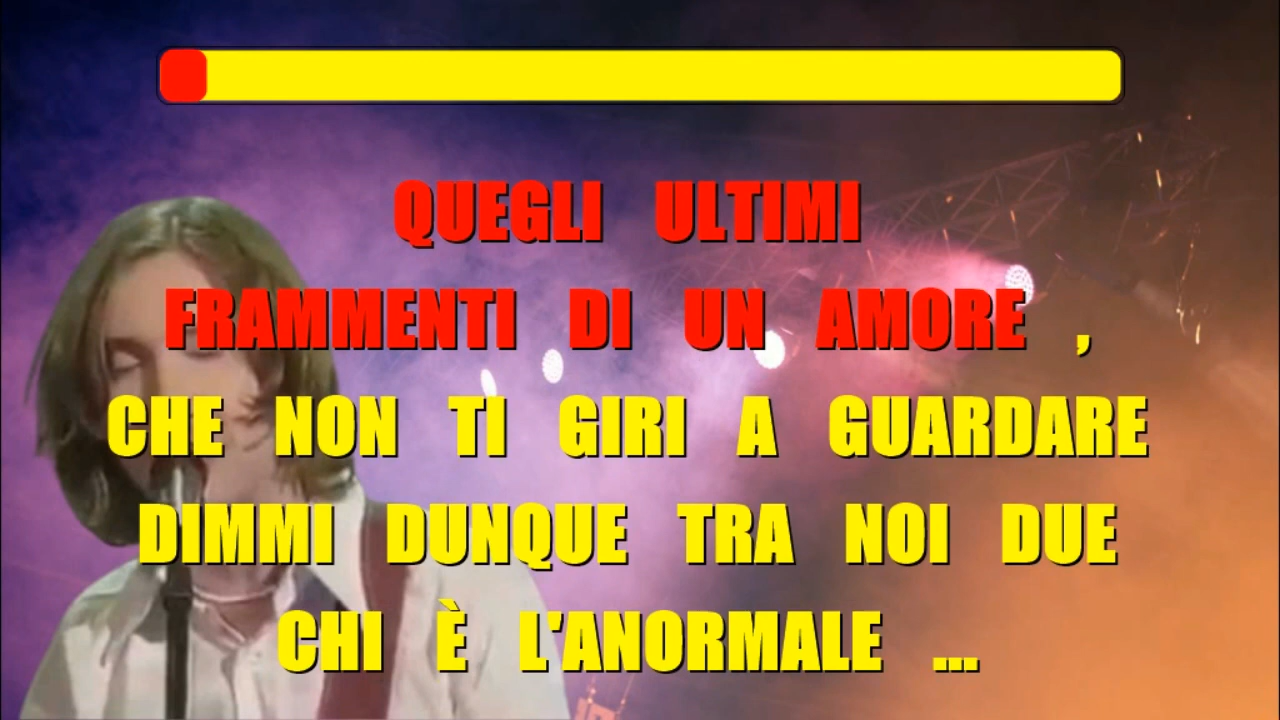 QUEGLI ULTIMI
FRAMMENTI DI UN AMORE ,
CHE NON TI GIRI A GUARDARE
DIMMI DUNQUE TRA NOI DUE
CHI È L'ANORMALE ...